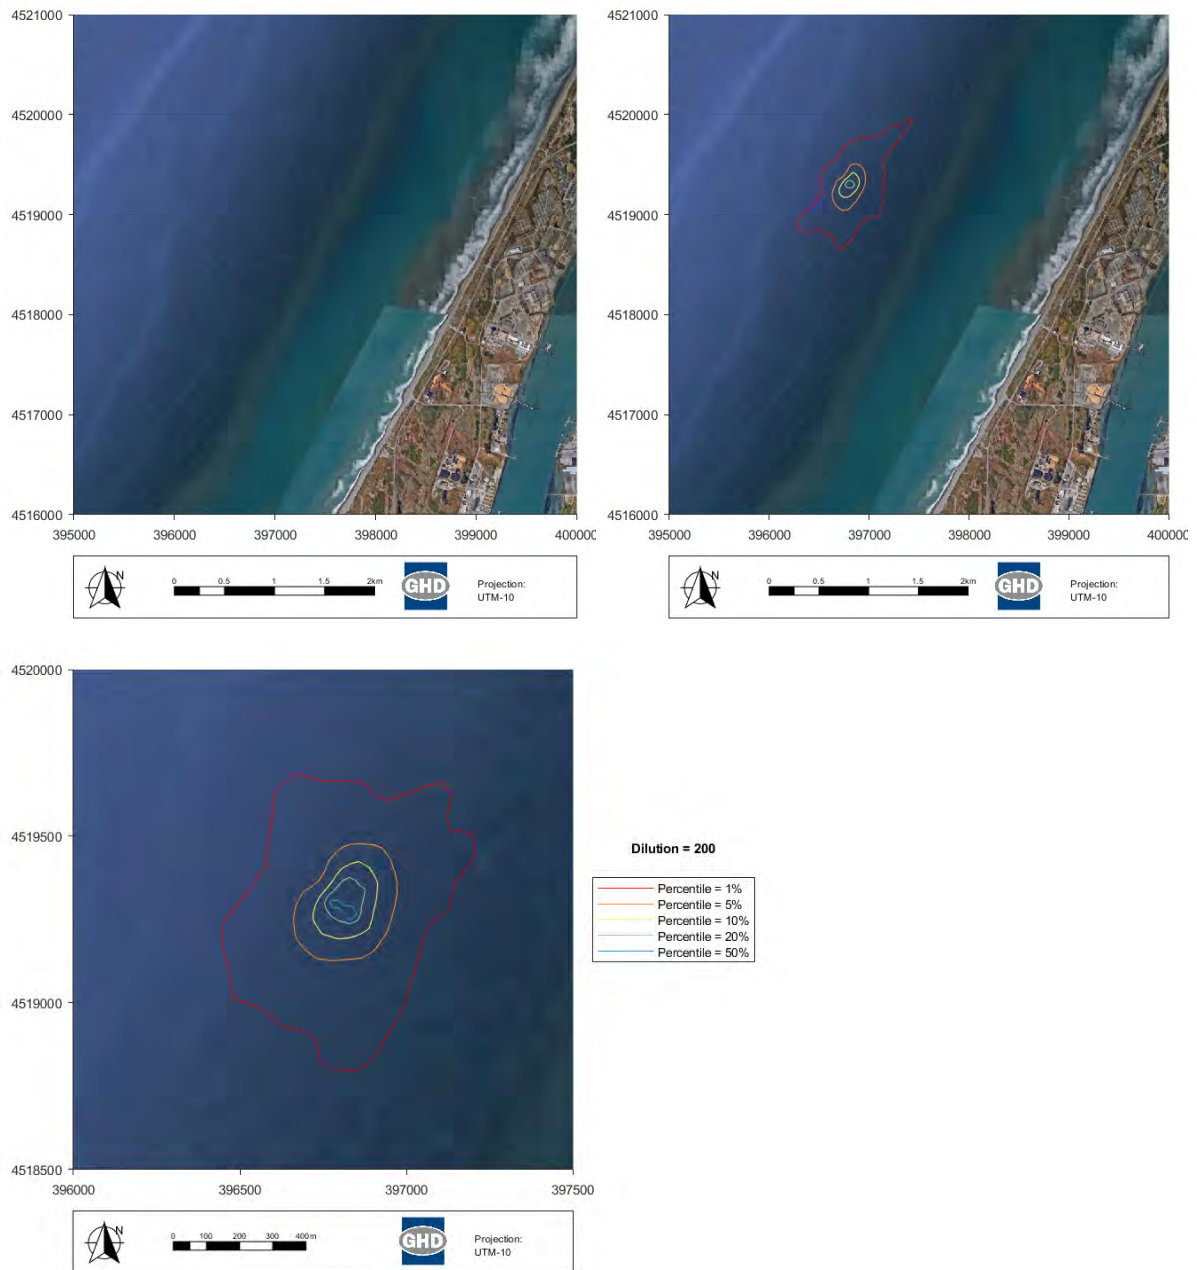 4521000
4520000
4519000
4518000
4517000
4516000
395000 396000 397000 398000 399000 400000
N
0 0.5 1 1.5 2km
GHD
Projection:
UTM-10
4521000
4520000
4519000
4518000
4517000
4516000
395000 396000 397000 398000 399000 400000
N
0 0.5 1 1.5 2km
GHD
Projection:
UTM-10
4520000
4519500
4519000
4518500
396000 396500 397000 397500
N
0 100 200 300 400m
GHD
Projection:
UTM-10
Dilution = 200
Percentile = 1%
Percentile = 5%
Percentile = 10%
Percentile = 20%
Percentile = 50%